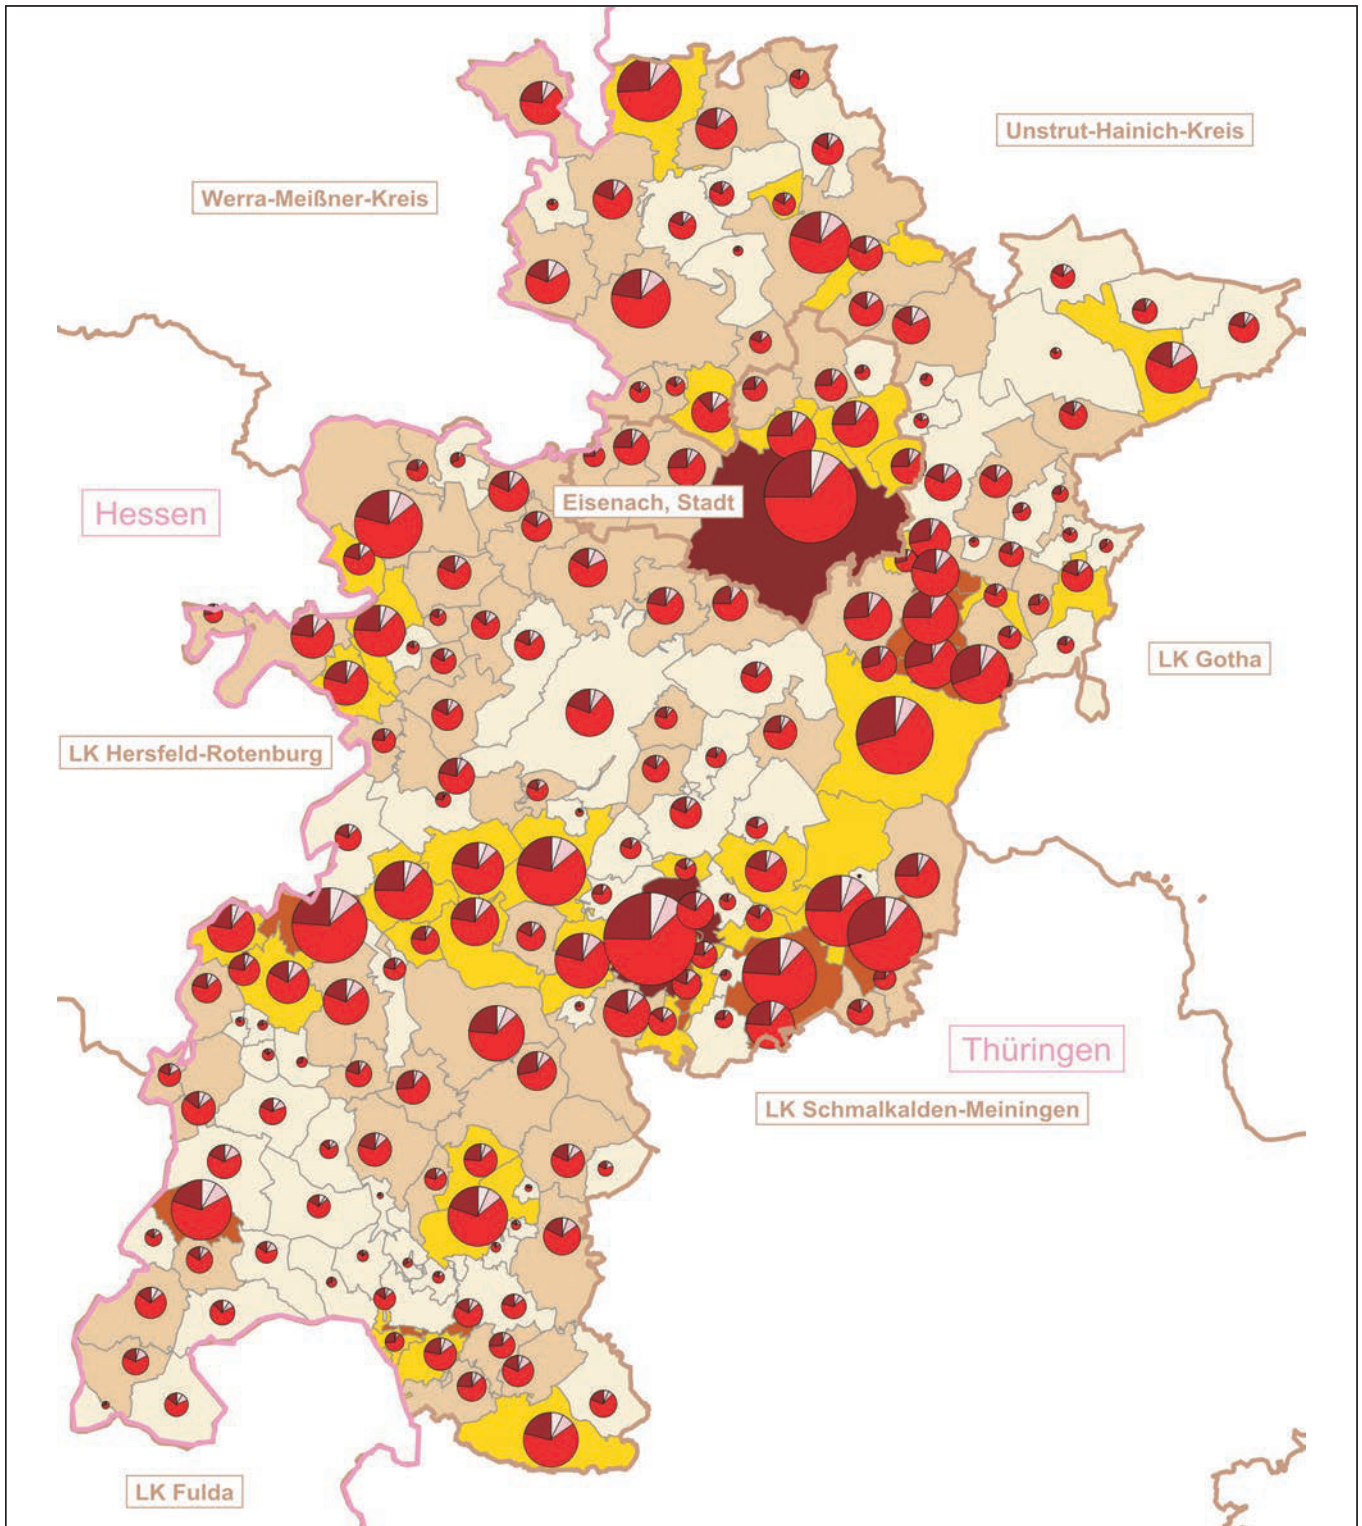 Unstrut-Hainich-Kreis
Werra-Meißner-Kreis
Eisenach, Stadt
Hessen
LK Gotha
LK Hersfeld-Rotenburg
Thüringen
LK Schmalkalden-Meiningen
LK Fulda